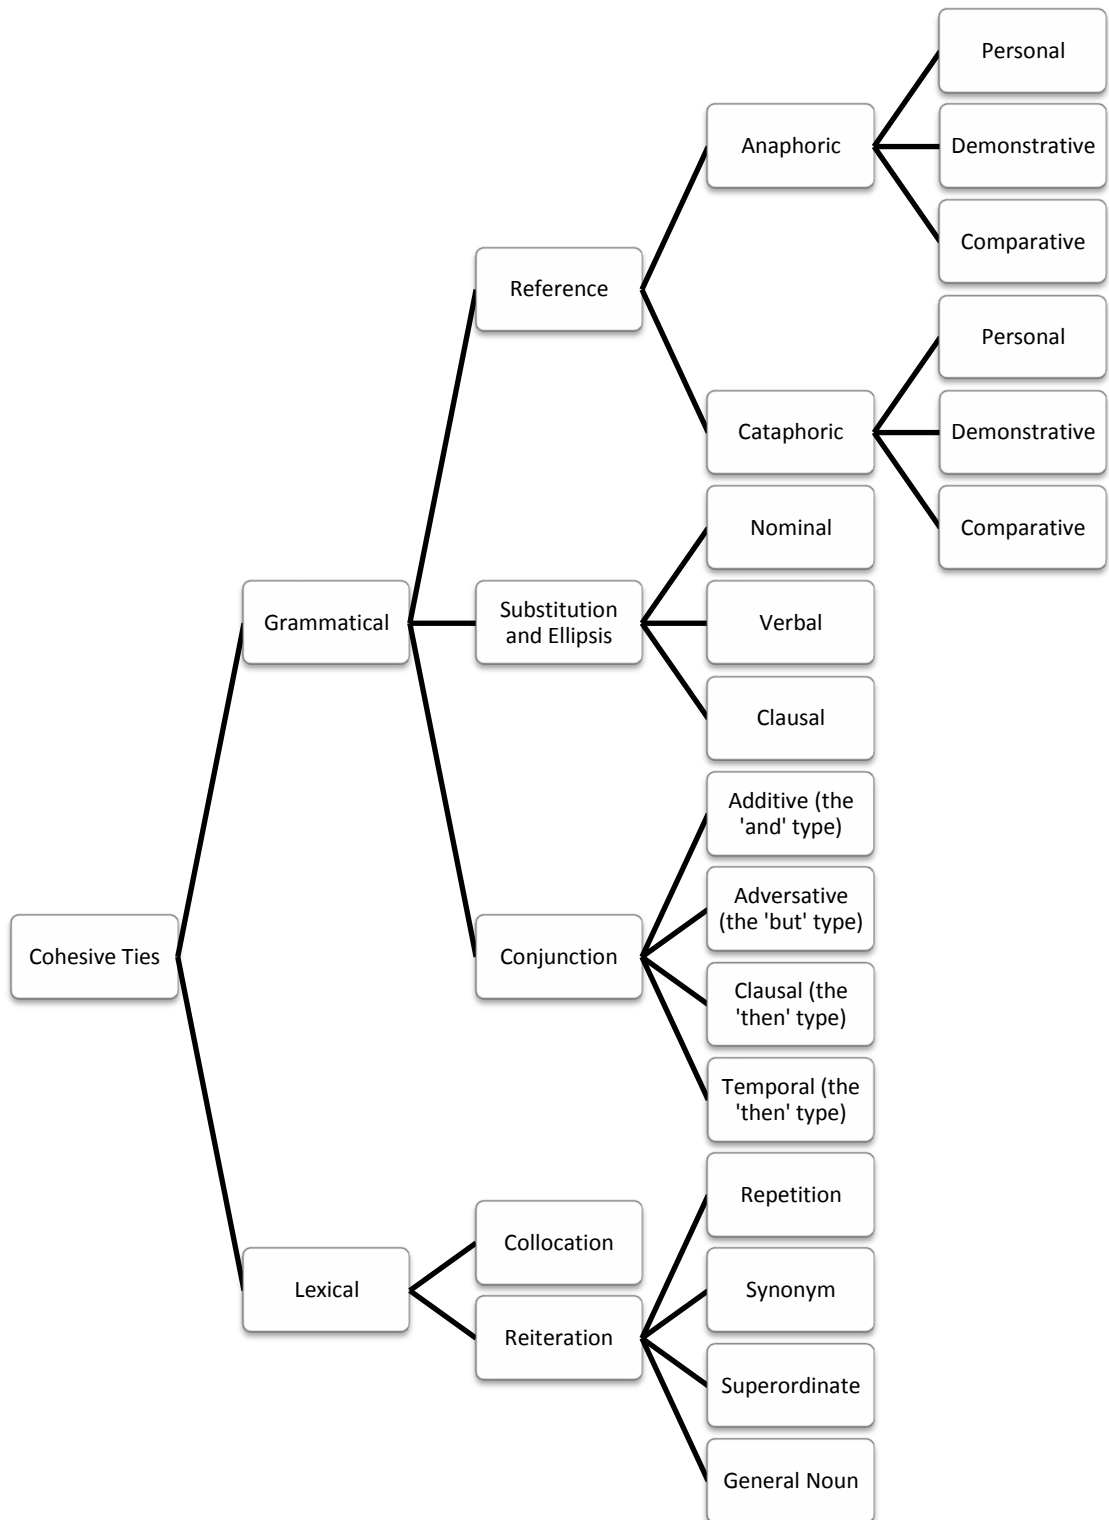 Personal
Anaphoric
Demonstrative
Comparative
Reference
Personal
Cataphoric
Demonstrative
Comparative
Nominal
Grammatical
Substitution
and Ellipsis
Verbal
Clausal
Additive (the
'and' type)
Adversative
(the 'but' type)
Cohesive Ties
Conjunction
Clausal (the
'then' type)
Temporal (the
'then' type)
Repetition
Collocation
Lexical
Synonym
Reiteration
Superordinate
General Noun